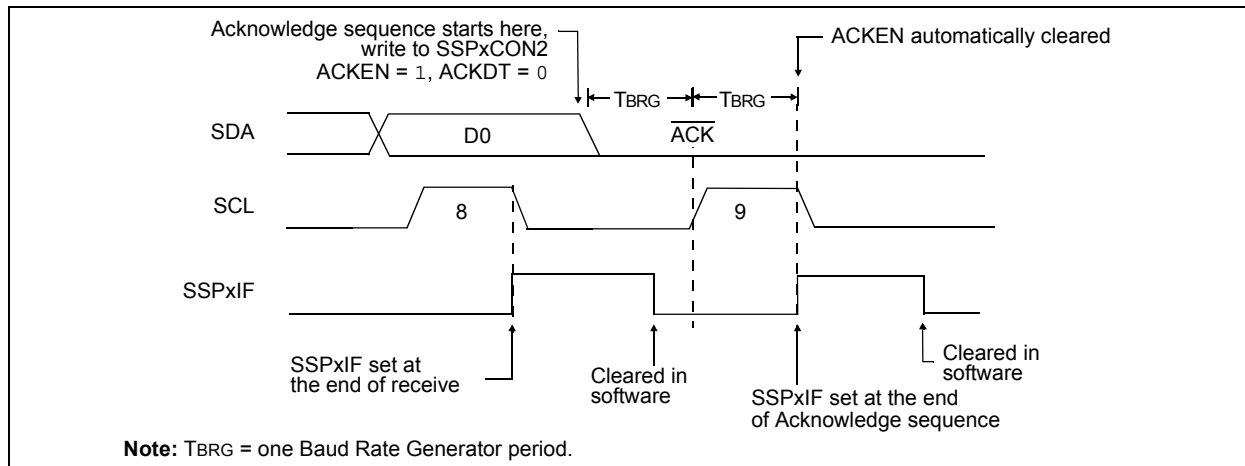 Acknowledge sequence starts here,
write to SSPxCON2
ACKEN = 1, ACKDT = 0
ACKEN automatically cleared
TBRG
TBRG
SDA
D0
ACK
SCL
8
9
SSPxIF
SSPxIF set at
the end of receive
Cleared in
software
SSPxIF set at the end
of Acknowledge sequence
Cleared in
software
Note: TBRG = one Baud Rate Generator period.